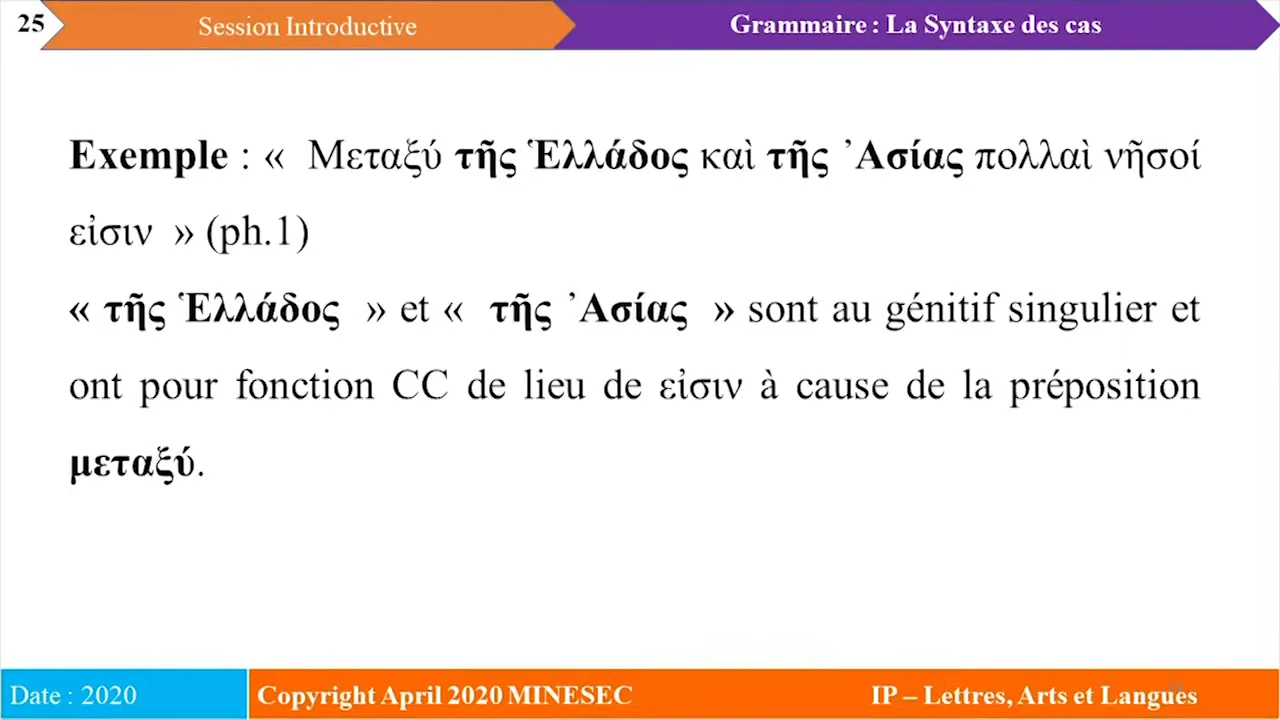 25
Session Introductive
Grammaire : La Syntaxe des cas
Exemple : « Μεταξύ τῆς Ἑλλάδος καὶ τῆς Ἀσίας πολλαὶ νῆσοί
εἰσιν » (ph.1)
« τῆς Ἑλλάδος » et « τῆς Ἀσίας » sont au génitif singulier et
ont pour fonction CC de lieu de εἰσιν à cause de la préposition
μεταξύ.
Date : 2020
Copyright April 2020 MINESEC
IP – Lettres, Arts et Langues